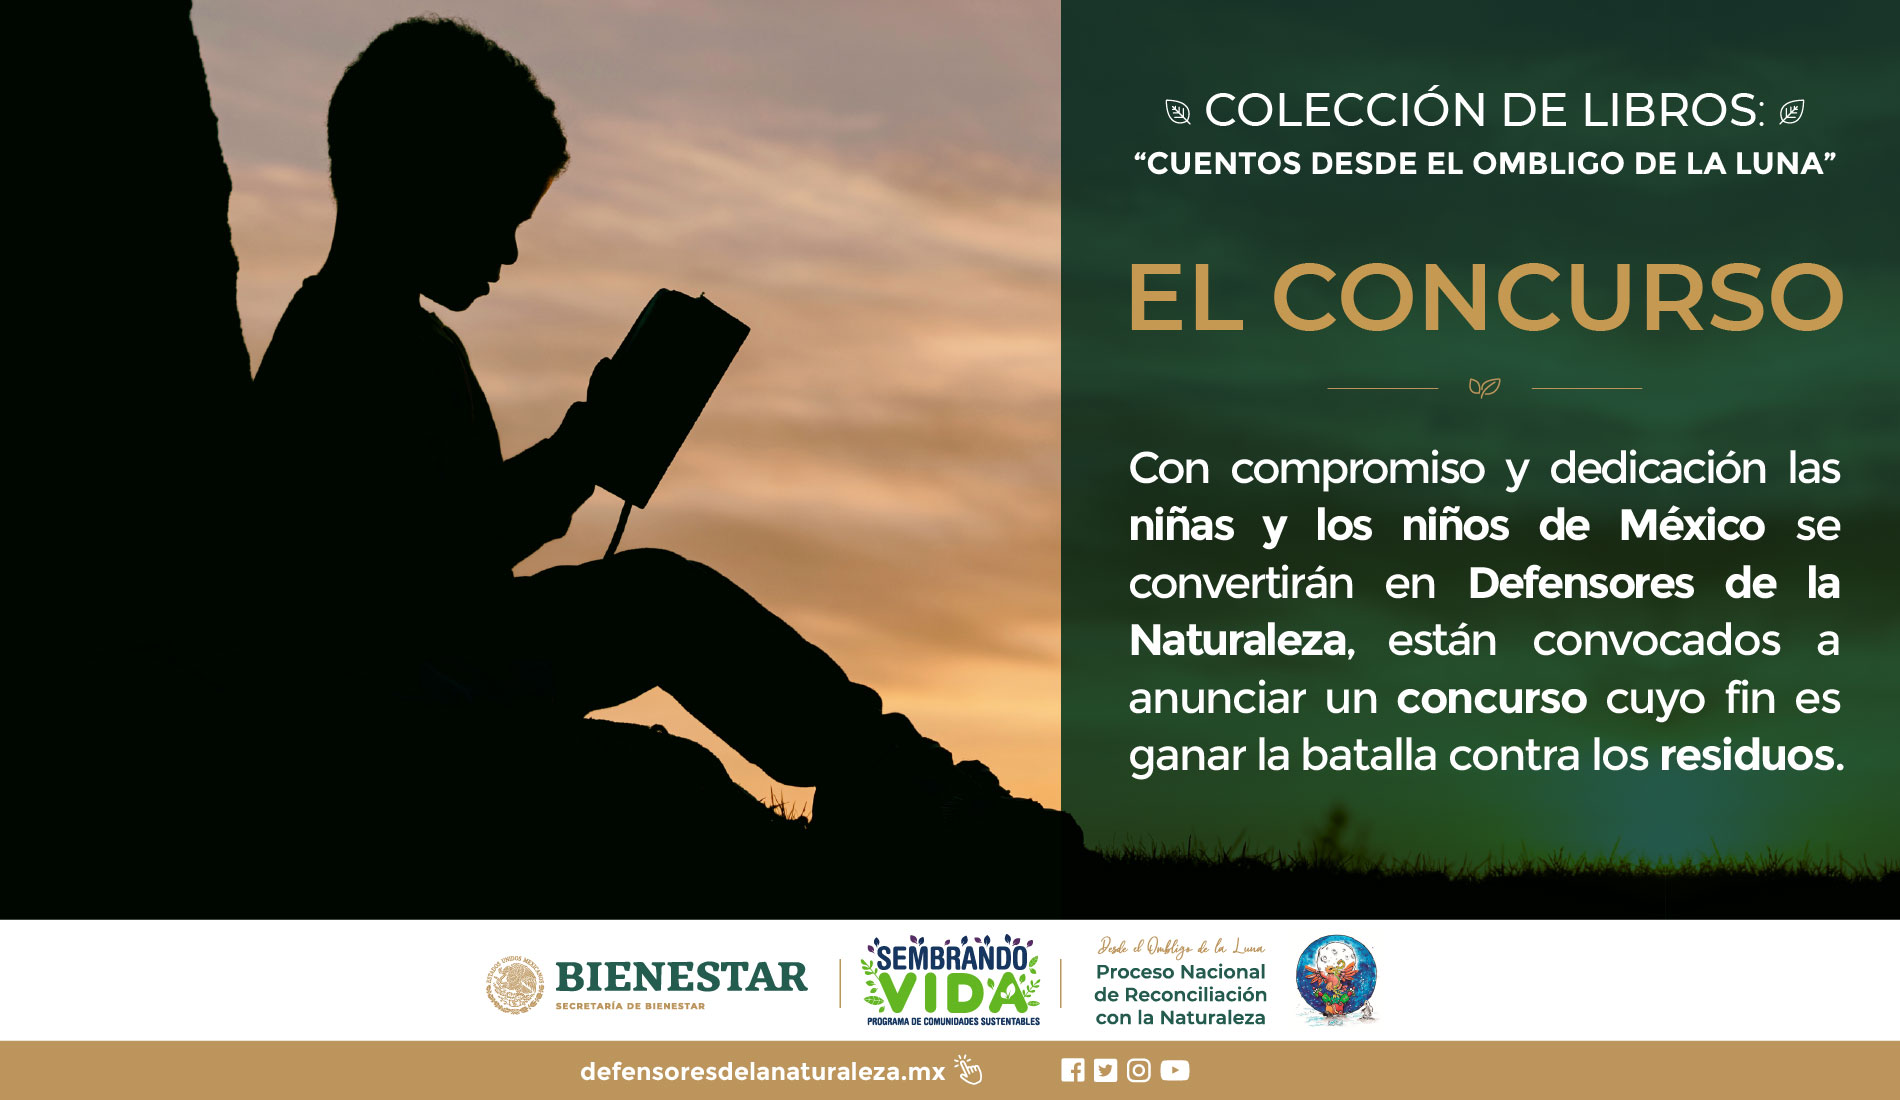 COLECCIÓN DE LIBROS:
“CUENTOS DESDE EL OMBLIGO DE LA LUNA”
EL CONCURSO
Con compromiso y dedicación las
niñas y los niños de México se
convertirán en Defensores de la
Naturaleza, están convocados a
anunciar un concurso cuyo fin es
ganar la batalla contra los residuos.
ESTADOS UNIDOS MEXICANOS
BIENESTAR
SECRETARÍA DE BIENESTAR
SEMBRANDO
VIDA
PROGRAMA DE COMUNIDADES SUSTENTABLES
Desde el Ombligo de la Luna
Proceso Nacional
de Reconciliación
con la Naturaleza
defensoresdelanaturaleza.mx